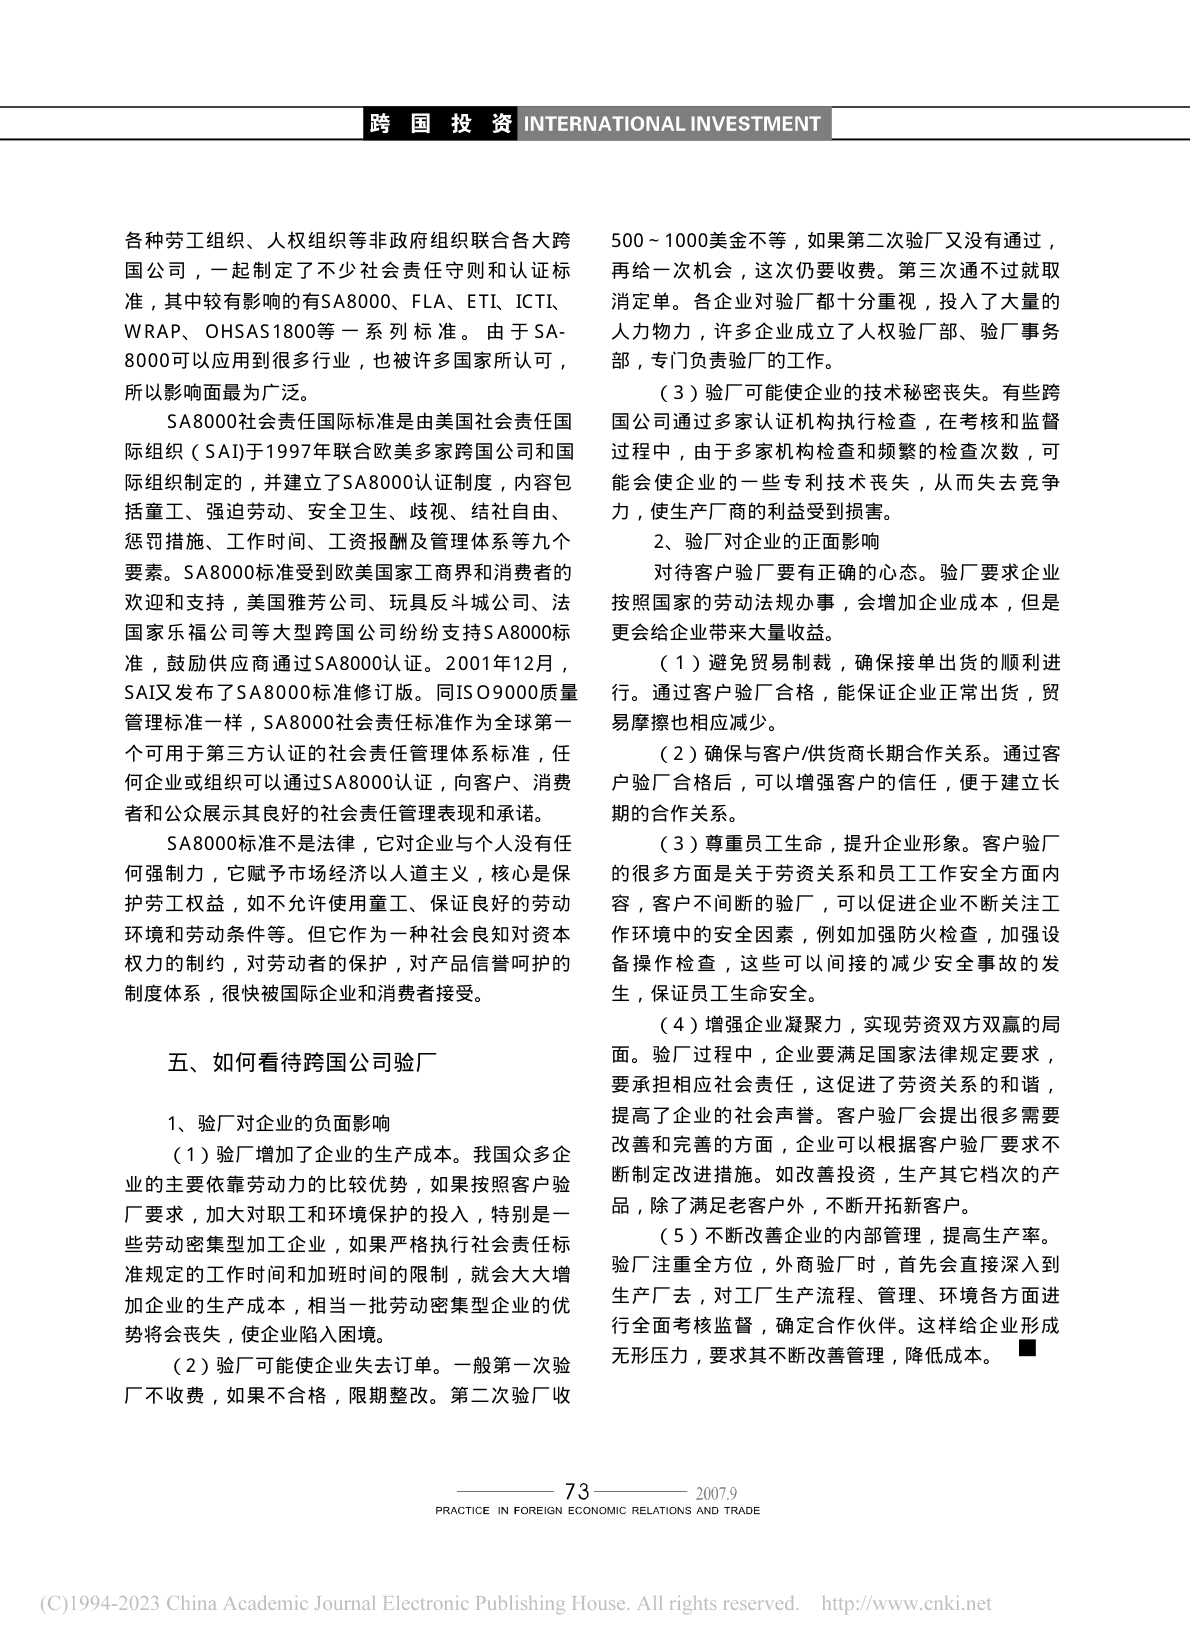 跨 国 投 资 INTERNATIONAL INVESTMENT
各种劳工组织、人权组织等非政府组织联合各大跨
国公司，一起制定了不少社会责任守则和认证标
准，其中较有影响的有SA8000、FLA、ETI、ICTI、
WRAP、OHSAS1800等一系列标准。由于SA-
8000可以应用到很多行业，也被许多国家所认可，
所以影响面最为广泛。
SA8000社会责任国际标准是由美国社会责任国
际组织（SAI)于1997年联合欧美多家跨国公司和国
际组织制定的，并建立了SA8000认证制度，内容包
括童工、强迫劳动、安全卫生、歧视、结社自由、
惩罚措施、工作时间、工资报酬及管理体系等九个
要素。SA8000标准受到欧美国家工商界和消费者的
欢迎和支持，美国雅芳公司、玩具反斗城公司、法
国家乐福公司等大型跨国公司纷纷支持SA8000标
准，鼓励供应商通过SA8000认证。2001年12月，
SAI又发布了SA8000标准修订版。同ISO9000质量
管理标准一样，SA8000社会责任标准作为全球第一
个可用于第三方认证的社会责任管理体系标准，任
何企业或组织可以通过SA8000认证，向客户、消费
者和公众展示其良好的社会责任管理表现和承诺。
SA8000标准不是法律，它对企业与个人没有任
何强制力，它赋予市场经济以人道主义，核心是保
护劳工权益，如不允许使用童工、保证良好的劳动
环境和劳动条件等。但它作为一种社会良知对资本
权力的制约，对劳动者的保护，对产品信誉呵护的
制度体系，很快被国际企业和消费者接受。
五、如何看待跨国公司验厂
1、验厂对企业的负面影响
（1）验厂增加了企业的生产成本。我国众多企
业的主要依靠劳动力的比较优势，如果按照客户验
厂要求，加大对职工和环境保护的投入，特别是一
些劳动密集型加工企业，如果严格执行社会责任标
准规定的工作时间和加班时间的限制，就会大大增
加企业的生产成本，相当一批劳动密集型企业的优
势将会丧失，使企业陷入困境。
（2）验厂可能使企业失去订单。一般第一次验
厂不收费，如果不合格，限期整改。第二次验厂收
500～1000美金不等，如果第二次验厂又没有通过，
再给一次机会，这次仍要收费。第三次通不过就取
消定单。各企业对验厂都十分重视，投入了大量的
人力物力，许多企业成立了人权验厂部、验厂事务
部，专门负责验厂的工作。
（3）验厂可能使企业的技术秘密丧失。有些跨
国公司通过多家认证机构执行检查，在考核和监督
过程中，由于多家机构检查和频繁的检查次数，可
能会使企业的一些专利技术丧失，从而失去竞争
力，使生产厂商的利益受到损害。
2、验厂对企业的正面影响
对待客户验厂要有正确的心态。验厂要求企业
按照国家的劳动法规办事，会增加企业成本，但是
更会给企业带来大量收益。
（1）避免贸易制裁，确保接单出货的顺利进
行。通过客户验厂合格，能保证企业正常出货，贸
易摩擦也相应减少。
（2）确保与客户/供货商长期合作关系。通过客
户验厂合格后，可以增强客户的信任，便于建立长
期的合作关系。
（3）尊重员工生命，提升企业形象。客户验厂
的很多方面是关于劳资关系和员工工作安全方面内
容，客户不间断的验厂，可以促进企业不断关注工
作环境中的安全因素，例如加强防火检查，加强设
备操作检查，这些可以间接的减少安全事故的发
生，保证员工生命安全。
（4）增强企业凝聚力，实现劳资双方双赢的局
面。验厂过程中，企业要满足国家法律规定要求，
要承担相应社会责任，这促进了劳资关系的和谐，
提高了企业的社会声誉。客户验厂会提出很多需要
改善和完善的方面，企业可以根据客户验厂要求不
断制定改进措施。如改善投资，生产其它档次的产
品，除了满足老客户外，不断开拓新客户。
（5）不断改善企业的内部管理，提高生产率。
验厂注重全方位，外商验厂时，首先会直接深入到
生产厂去，对工厂生产流程、管理、环境各方面进
行全面考核监督，确定合作伙伴。这样给企业形成
无形压力，要求其不断改善管理，降低成本。 ■
73 2007.9
PRACTICE IN FOREIGN ECONOMIC RELATIONS AND TRADE
(C)1994-2023 China Academic Journal Electronic Publishing House. All rights reserved. http://www.cnki.net